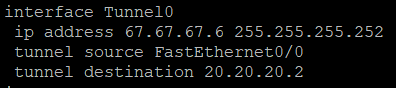 interface Tunnel0
 ip address 67.67.67.6 255.255.255.252
 tunnel source FastEthernet0/0
 tunnel destination 20.20.20.2